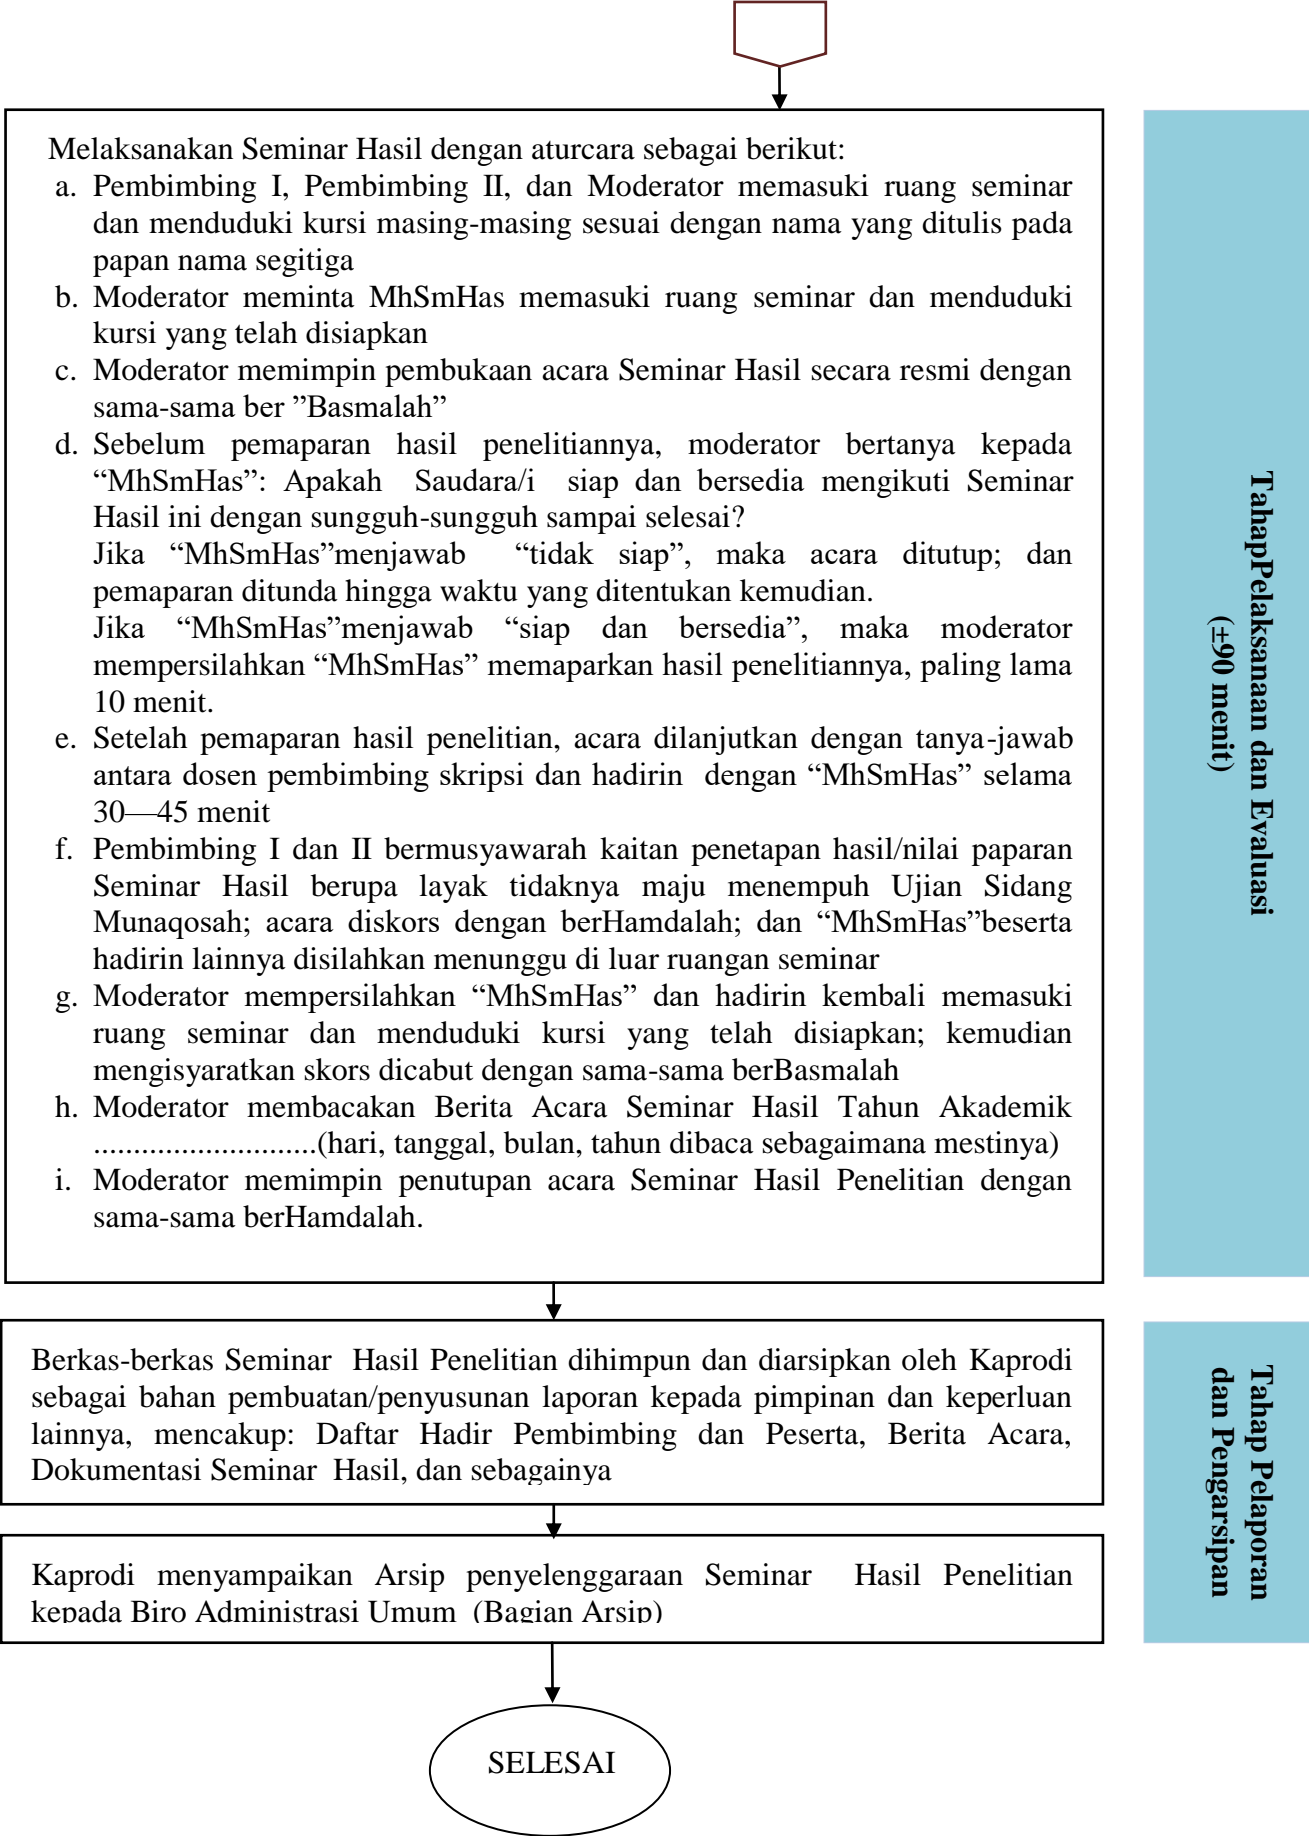 Melaksanakan Seminar Hasil dengan aturcara sebagai berikut:
a. Pembimbing I, Pembimbing II, dan Moderator memasuki ruang seminar
dan menduduki kursi masing-masing sesuai dengan nama yang ditulis pada
papan nama segitiga
b. Moderator meminta MhSmHas memasuki ruang seminar dan menduduki
kursi yang telah disiapkan
c. Moderator memimpin pembukaan acara Seminar Hasil secara resmi dengan
sama-sama ber ”Basmalah”
d. Sebelum pemaparan hasil penelitiannya, moderator bertanya kepada
“MhSmHas”: Apakah Saudara/i siap dan bersedia mengikuti Seminar
Hasil ini dengan sungguh-sungguh sampai selesai?
Jika “MhSmHas”menjawab “tidak siap”, maka acara ditutup; dan
pemaparan ditunda hingga waktu yang ditentukan kemudian.
Jika “MhSmHas”menjawab “siap dan bersedia”, maka moderator
mempersilahkan “MhSmHas” memaparkan hasil penelitiannya, paling lama
10 menit.
e. Setelah pemaparan hasil penelitian, acara dilanjutkan dengan tanya-jawab
antara dosen pembimbing skripsi dan hadirin dengan “MhSmHas” selama
30—45 menit
f. Pembimbing I dan II bermusyawarah kaitan penetapan hasil/nilai paparan
Seminar Hasil berupa layak tidaknya maju menempuh Ujian Sidang
Munaqosah; acara diskors dengan berHamdalah; dan “MhSmHas”beserta
hadirin lainnya disilahkan menunggu di luar ruangan seminar
g. Moderator mempersilahkan “MhSmHas” dan hadirin kembali memasuki
ruang seminar dan menduduki kursi yang telah disiapkan; kemudian
mengisyaratkan skors dicabut dengan sama-sama berBasmalah
h. Moderator membacakan Berita Acara Seminar Hasil Tahun Akademik
............................(hari, tanggal, bulan, tahun dibaca sebagaimana mestinya)
i. Moderator memimpin penutupan acara Seminar Hasil Penelitian dengan
sama-sama berHamdalah.
TahapPelaksanaan dan Evaluasi
(±90 menit)
Berkas-berkas Seminar Hasil Penelitian dihimpun dan diarsipkan oleh Kaprodi
sebagai bahan pembuatan/penyusunan laporan kepada pimpinan dan keperluan
lainnya, mencakup: Daftar Hadir Pembimbing dan Peserta, Berita Acara,
Dokumentasi Seminar Hasil, dan sebagainya
Kaprodi menyampaikan Arsip penyelenggaraan Seminar Hasil Penelitian
kepada Biro Administrasi Umum (Bagian Arsip)
Tahap Pelaporan
dan Pengarsipan
SELESAI